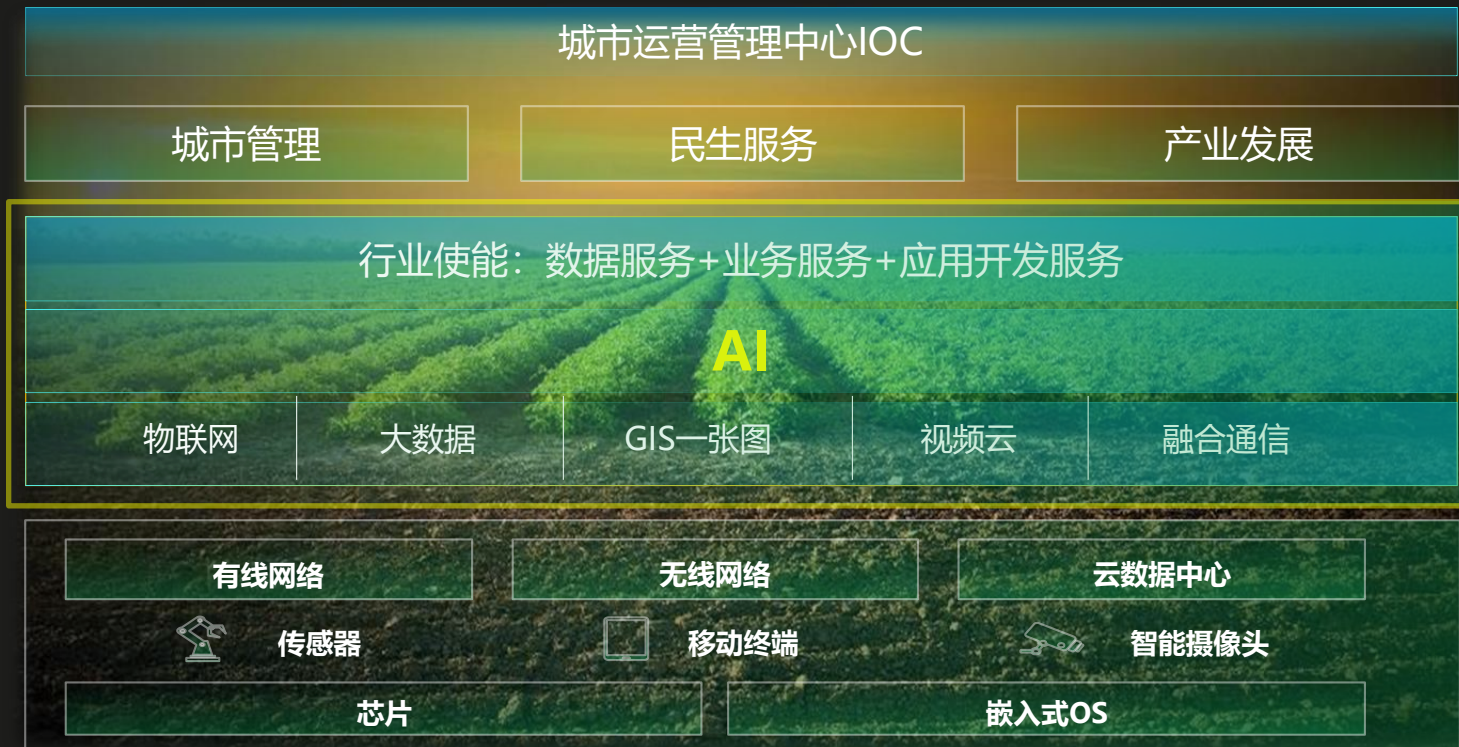 城市运营管理中心IOC
城市管理
民生服务
产业发展
行业使能：数据服务+业务服务+应用开发服务
AI
物联网
大数据
GIS一张图
视频云
融合通信
有线网络
无线网络
云数据中心
传感器
移动终端
智能摄像头
芯片
嵌入式OS